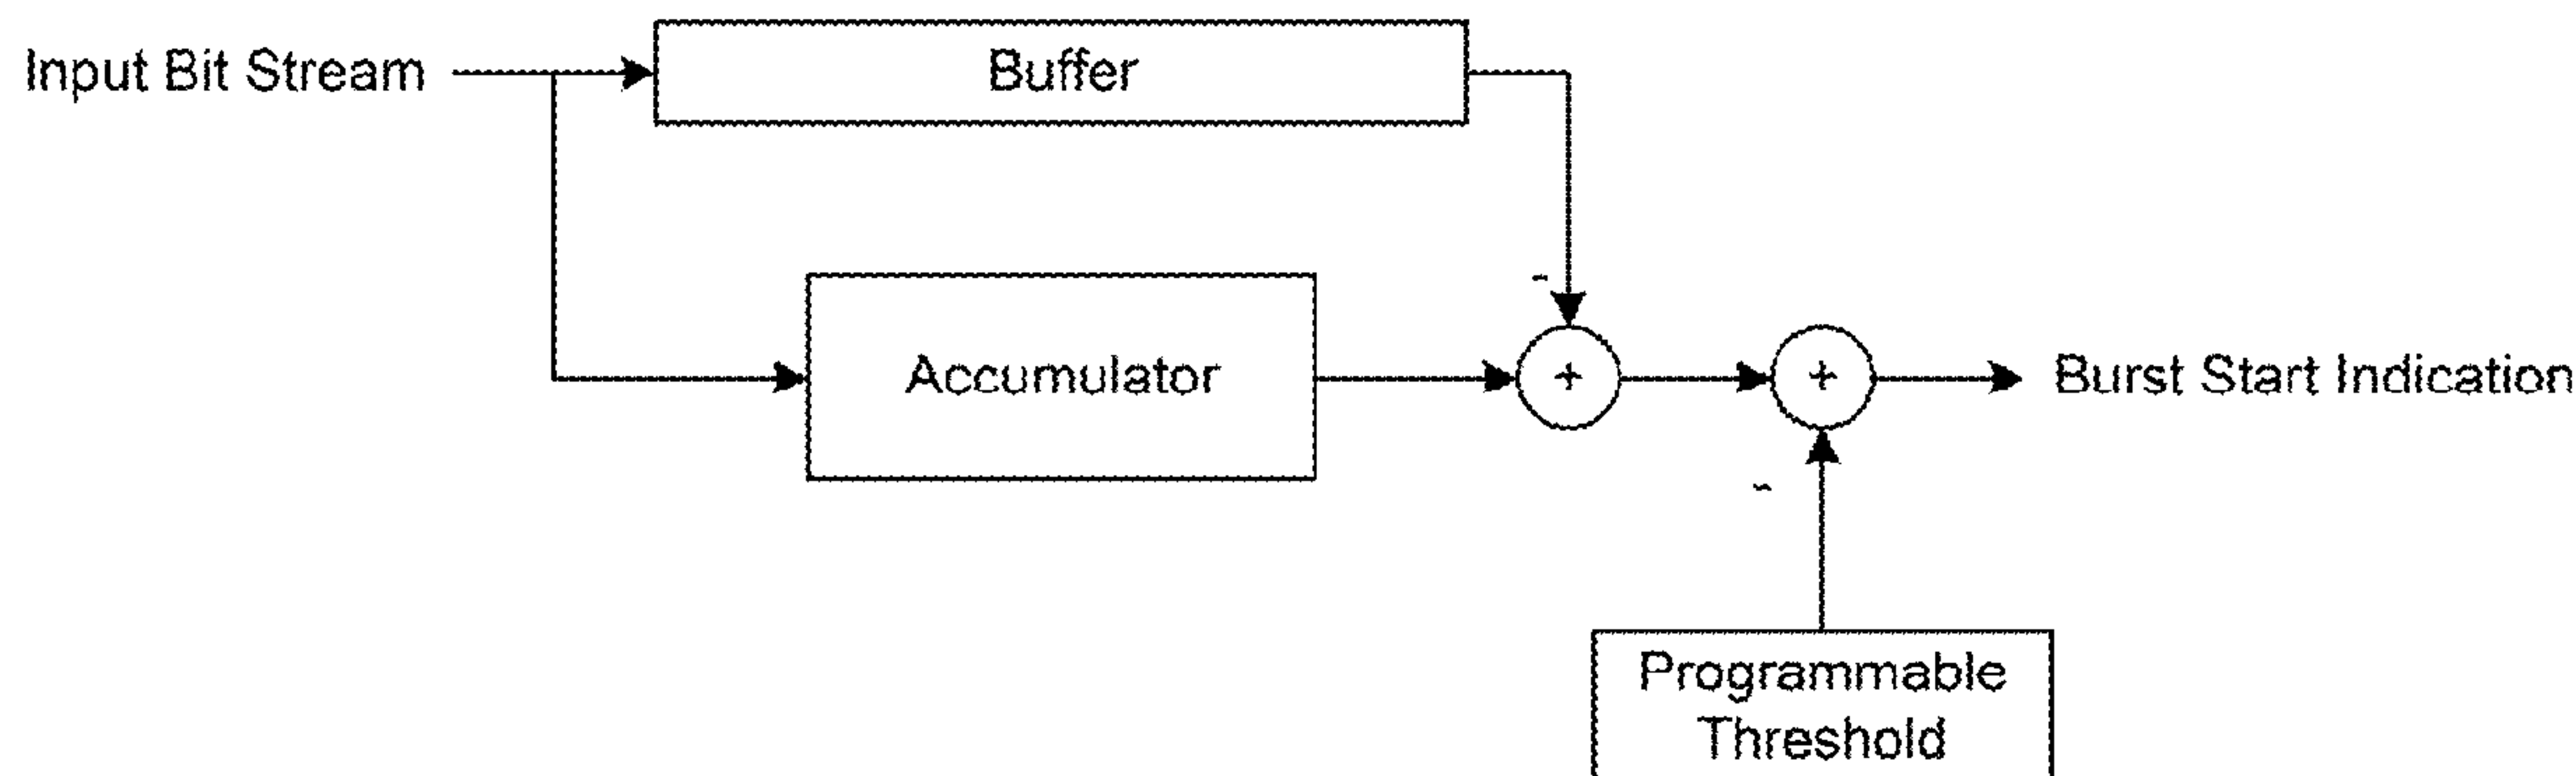 Input Bit Stream
Buffer
-
Accumulator
+
+
Burst Start Indication
-
Programmable
Threshold